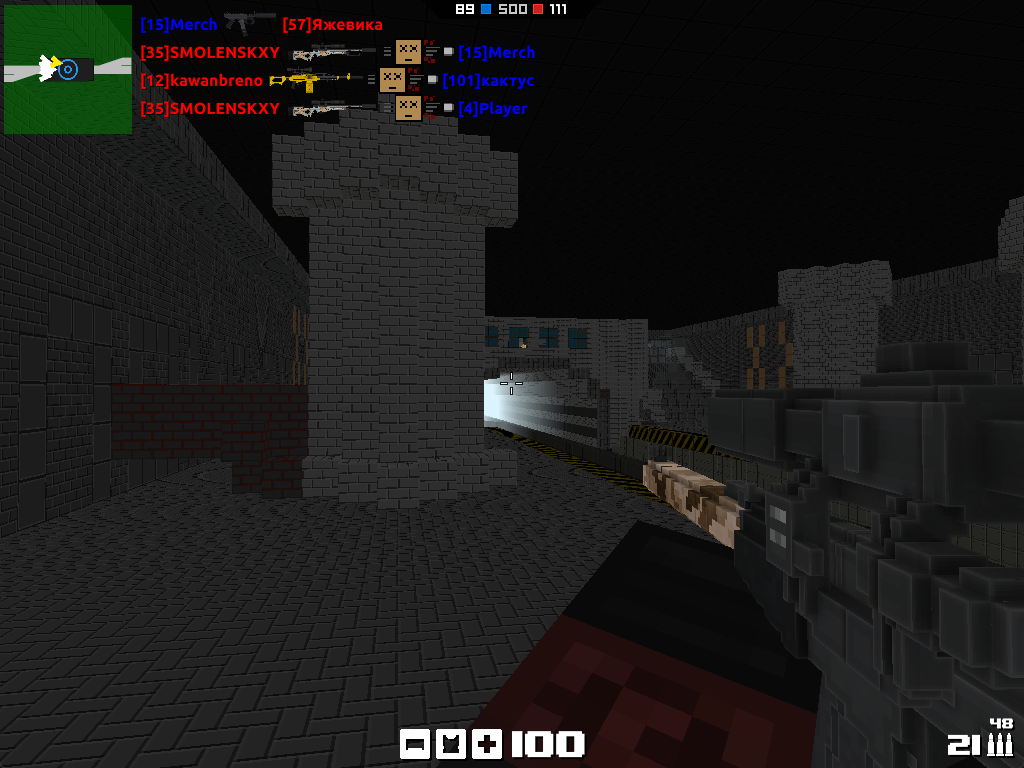 89 500 111
[15]Merch [57]Яжевика
[35]SMOLENSKXY [15]Merch
[12]kawanbreno [101]кактус
[35]SMOLENSKXY [4]Player
100
48
21